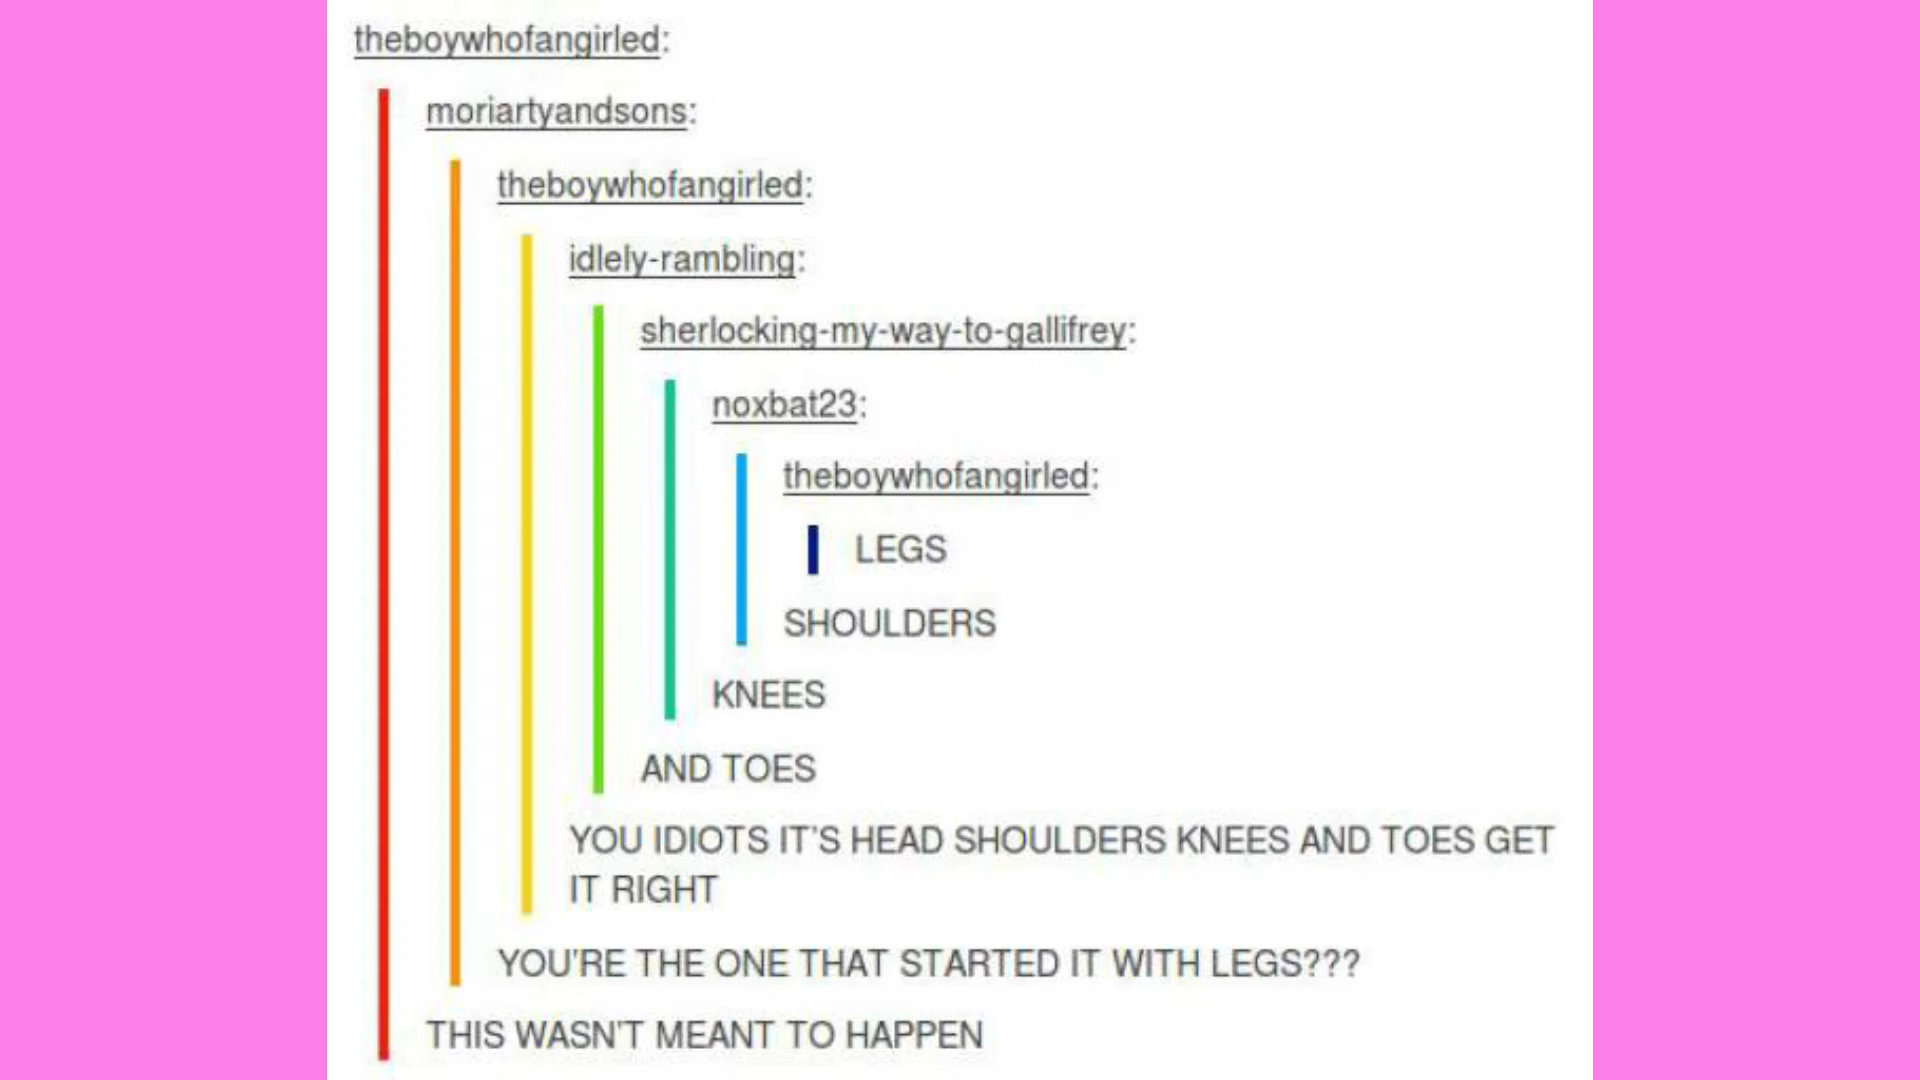 theboywhofangirled:
moriartyandsons:
theboywhofangirled:
idlely-rambling:
sherlocking-my-way-to-gallifrey:
noxbat23:
theboywhofangirled:
LEGS
SHOULDERS
KNEES
AND TOES
YOU IDIOTS IT'S HEAD SHOULDERS KNEES AND TOES GET
IT RIGHT
YOU'RE THE ONE THAT STARTED IT WITH LEGS???
THIS WASN'T MEANT TO HAPPEN